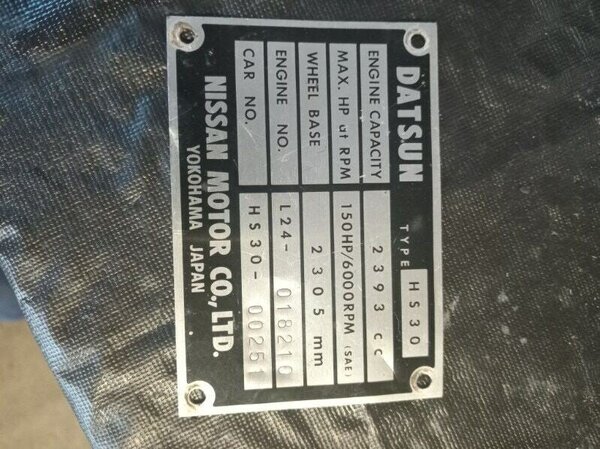 DATSUN TYPE HS30
ENGINE CAPACITY 2393 cc
MAX. HP at RPM 150HP/6000RPM (SAE)
WHEEL BASE 2305 mm
ENGINE NO. L24- 018210
CAR NO. HS30- 00251
NISSAN MOTOR CO., LTD.
YOKOHAMA JAPAN